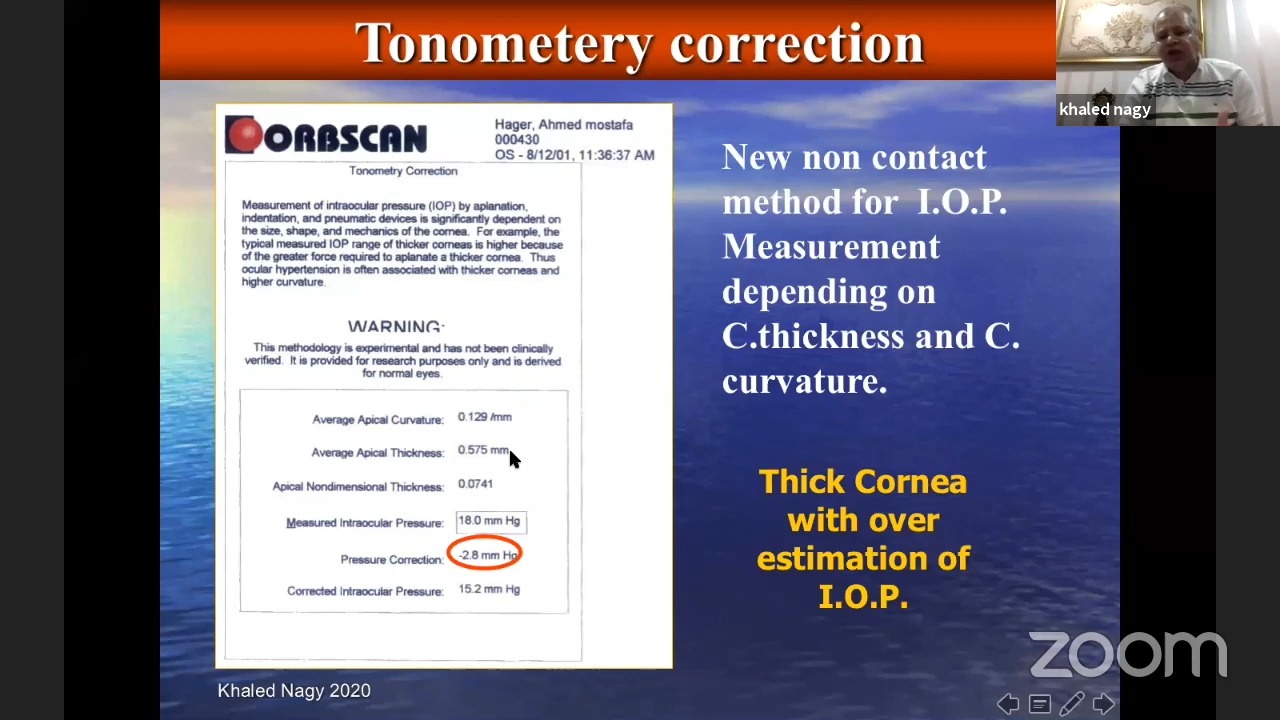 Tonometery correction
khaled nagy
ORBSCAN
Hager, Ahmed mostafa
000430
OS - 8/12/01, 11:36:37 AM
Tonometry Correction
Measurement of intraocular pressure (IOP) by aplanation,
indentation, and pneumatic devices is significantly dependent on
the size, shape, and mechanics of the cornea. For example, the
typical measured IOP range of thicker corneas is higher because
of the greater force required to aplanate a thicker cornea. Thus
ocular hypertension is often associated with thicker corneas and
higher curvature.
WARNING:
This methodology is experimental and has not been clinically
verified. It is provided for research purposes only and is derived
for normal eyes.
Average Apical Curvature: 0.129 /mm
Average Apical Thickness: 0.575 mm
Apical Nondimensional Thickness: 0.0741
Measured Intraocular Pressure: 18.0 mm Hg
Pressure Correction: -2.8 mm Hg
Corrected Intraocular Pressure: 15.2 mm Hg
New non contact
method for I.O.P.
Measurement
depending on
C.thickness and C.
curvature.
Thick Cornea
with over
estimation of
I.O.P.
Khaled Nagy 2020
zoom